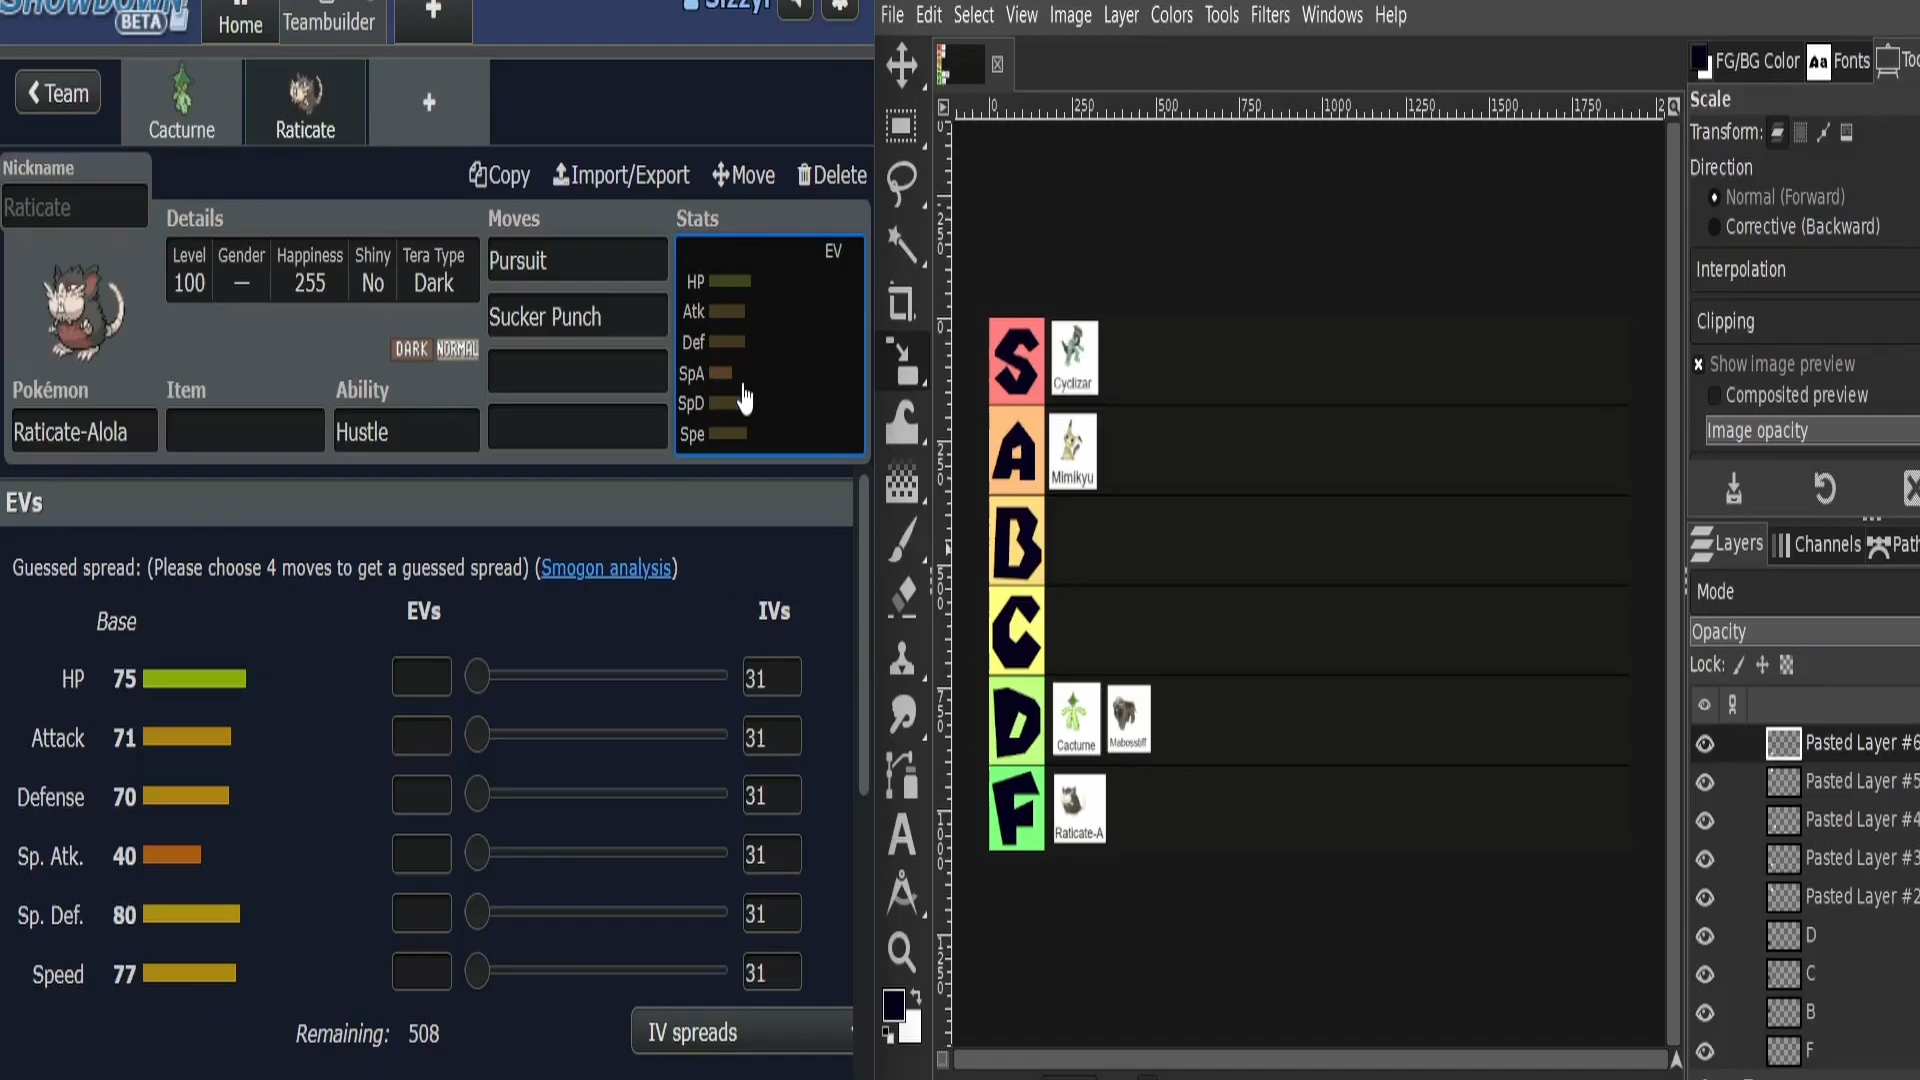 SHOWDOWN
BETA
Home
Teambuilder
+
Team
Cacturne
Raticate
+
Nickname
Raticate
Copy
Import/Export
Move
Delete
Details
Moves
Stats
Level
100
Gender
—
Happiness
255
Shiny
No
Tera Type
Dark
Pursuit
Sucker Punch
EV
HP
Atk
Def
SpA
SpD
Spe
DARK NORMAL
Pokémon
Item
Ability
Raticate-Alola
Hustle
EVs
Guessed spread: (Please choose 4 moves to get a guessed spread) (Smogon analysis)
Base
EVs
IVs
HP 75 31
Attack 71 31
Defense 70 31
Sp. Atk. 40 31
Sp. Def. 80 31
Speed 77 31
Remaining: 508
IV spreads
File Edit Select View Image Layer Colors Tools Filters Windows Help
0 250 500 750 1000 1250 1500 1750 2
S
Cyclizar
A
Mimikyu
B
C
D
Cacturne
Mabosstiff
F
Raticate-A
FG/BG Color
Aa Fonts
Too
Scale
Transform:
Direction
Normal (Forward)
Corrective (Backward)
Interpolation
Clipping
Show image preview
Composited preview
Image opacity
Layers
Channels
Path
Mode
Opacity
Lock:
Pasted Layer #6
Pasted Layer #5
Pasted Layer #4
Pasted Layer #3
Pasted Layer #2
D
C
B
F